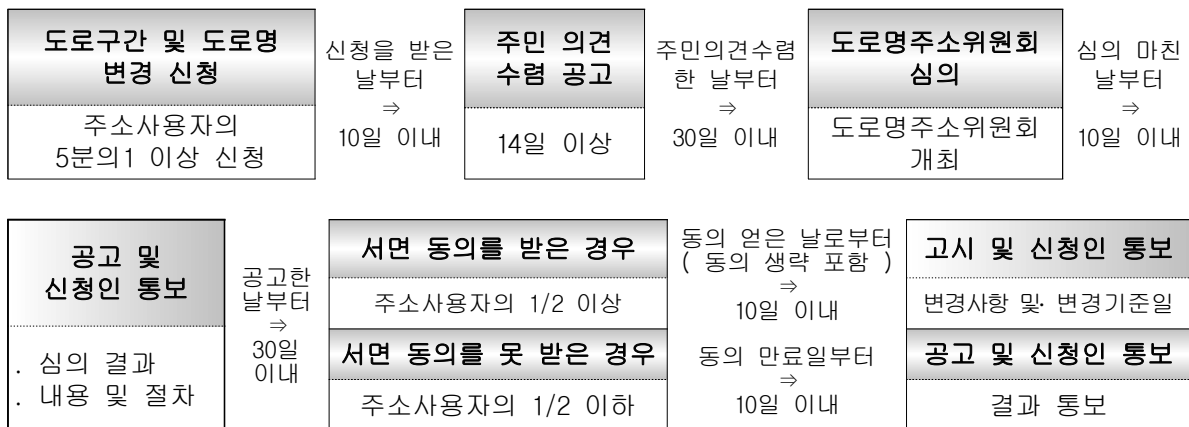 도로구간 및 도로명
변경 신청
주소사용자의
5분의1 이상 신청
신청을 받은
날부터
⇒
10일 이내
주민 의견
수렴 공고
14일 이상
주민의견수렴
한 날부터
⇒
30일 이내
도로명주소위원회
심의
도로명주소위원회
개최
심의 마친
날부터
⇒
10일 이내
공고 및
신청인 통보
. 심의 결과
. 내용 및 절차
공고한
날부터
⇒
30일
이내
서면 동의를 받은 경우
주소사용자의 1/2 이상
동의 얻은 날로부터
( 동의 생략 포함 )
⇒
10일 이내
고시 및 신청인 통보
변경사항 및· 변경기준일
서면 동의를 못 받은 경우
주소사용자의 1/2 이하
동의 만료일부터
⇒
10일 이내
공고 및 신청인 통보
결과 통보